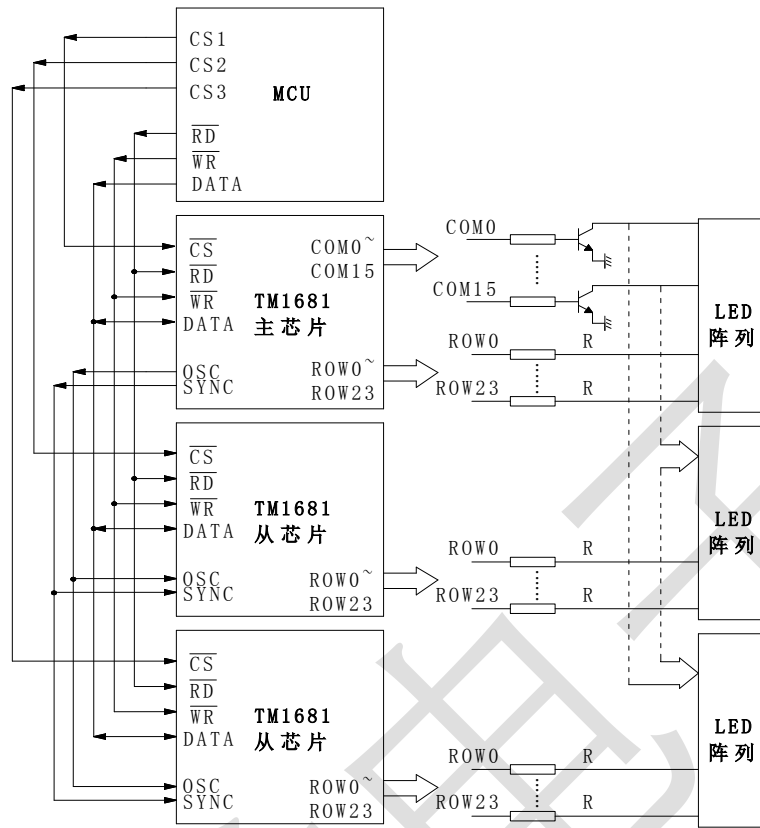 CS1
CS2
CS3
MCU
RD
WR
DATA
CS
RD
WR
DATA
OSC
SYNC
TM1681
主芯片
COM0~
COM15
ROW0~
ROW23
COM0
COM15
ROW0
R
ROW23
R
LED
阵列
CS
RD
WR
DATA
OSC
SYNC
TM1681
从芯片
ROW0~
ROW23
ROW0
R
ROW23
R
LED
阵列
CS
RD
WR
DATA
OSC
SYNC
TM1681
从芯片
ROW0~
ROW23
ROW0
R
ROW23
R
LED
阵列